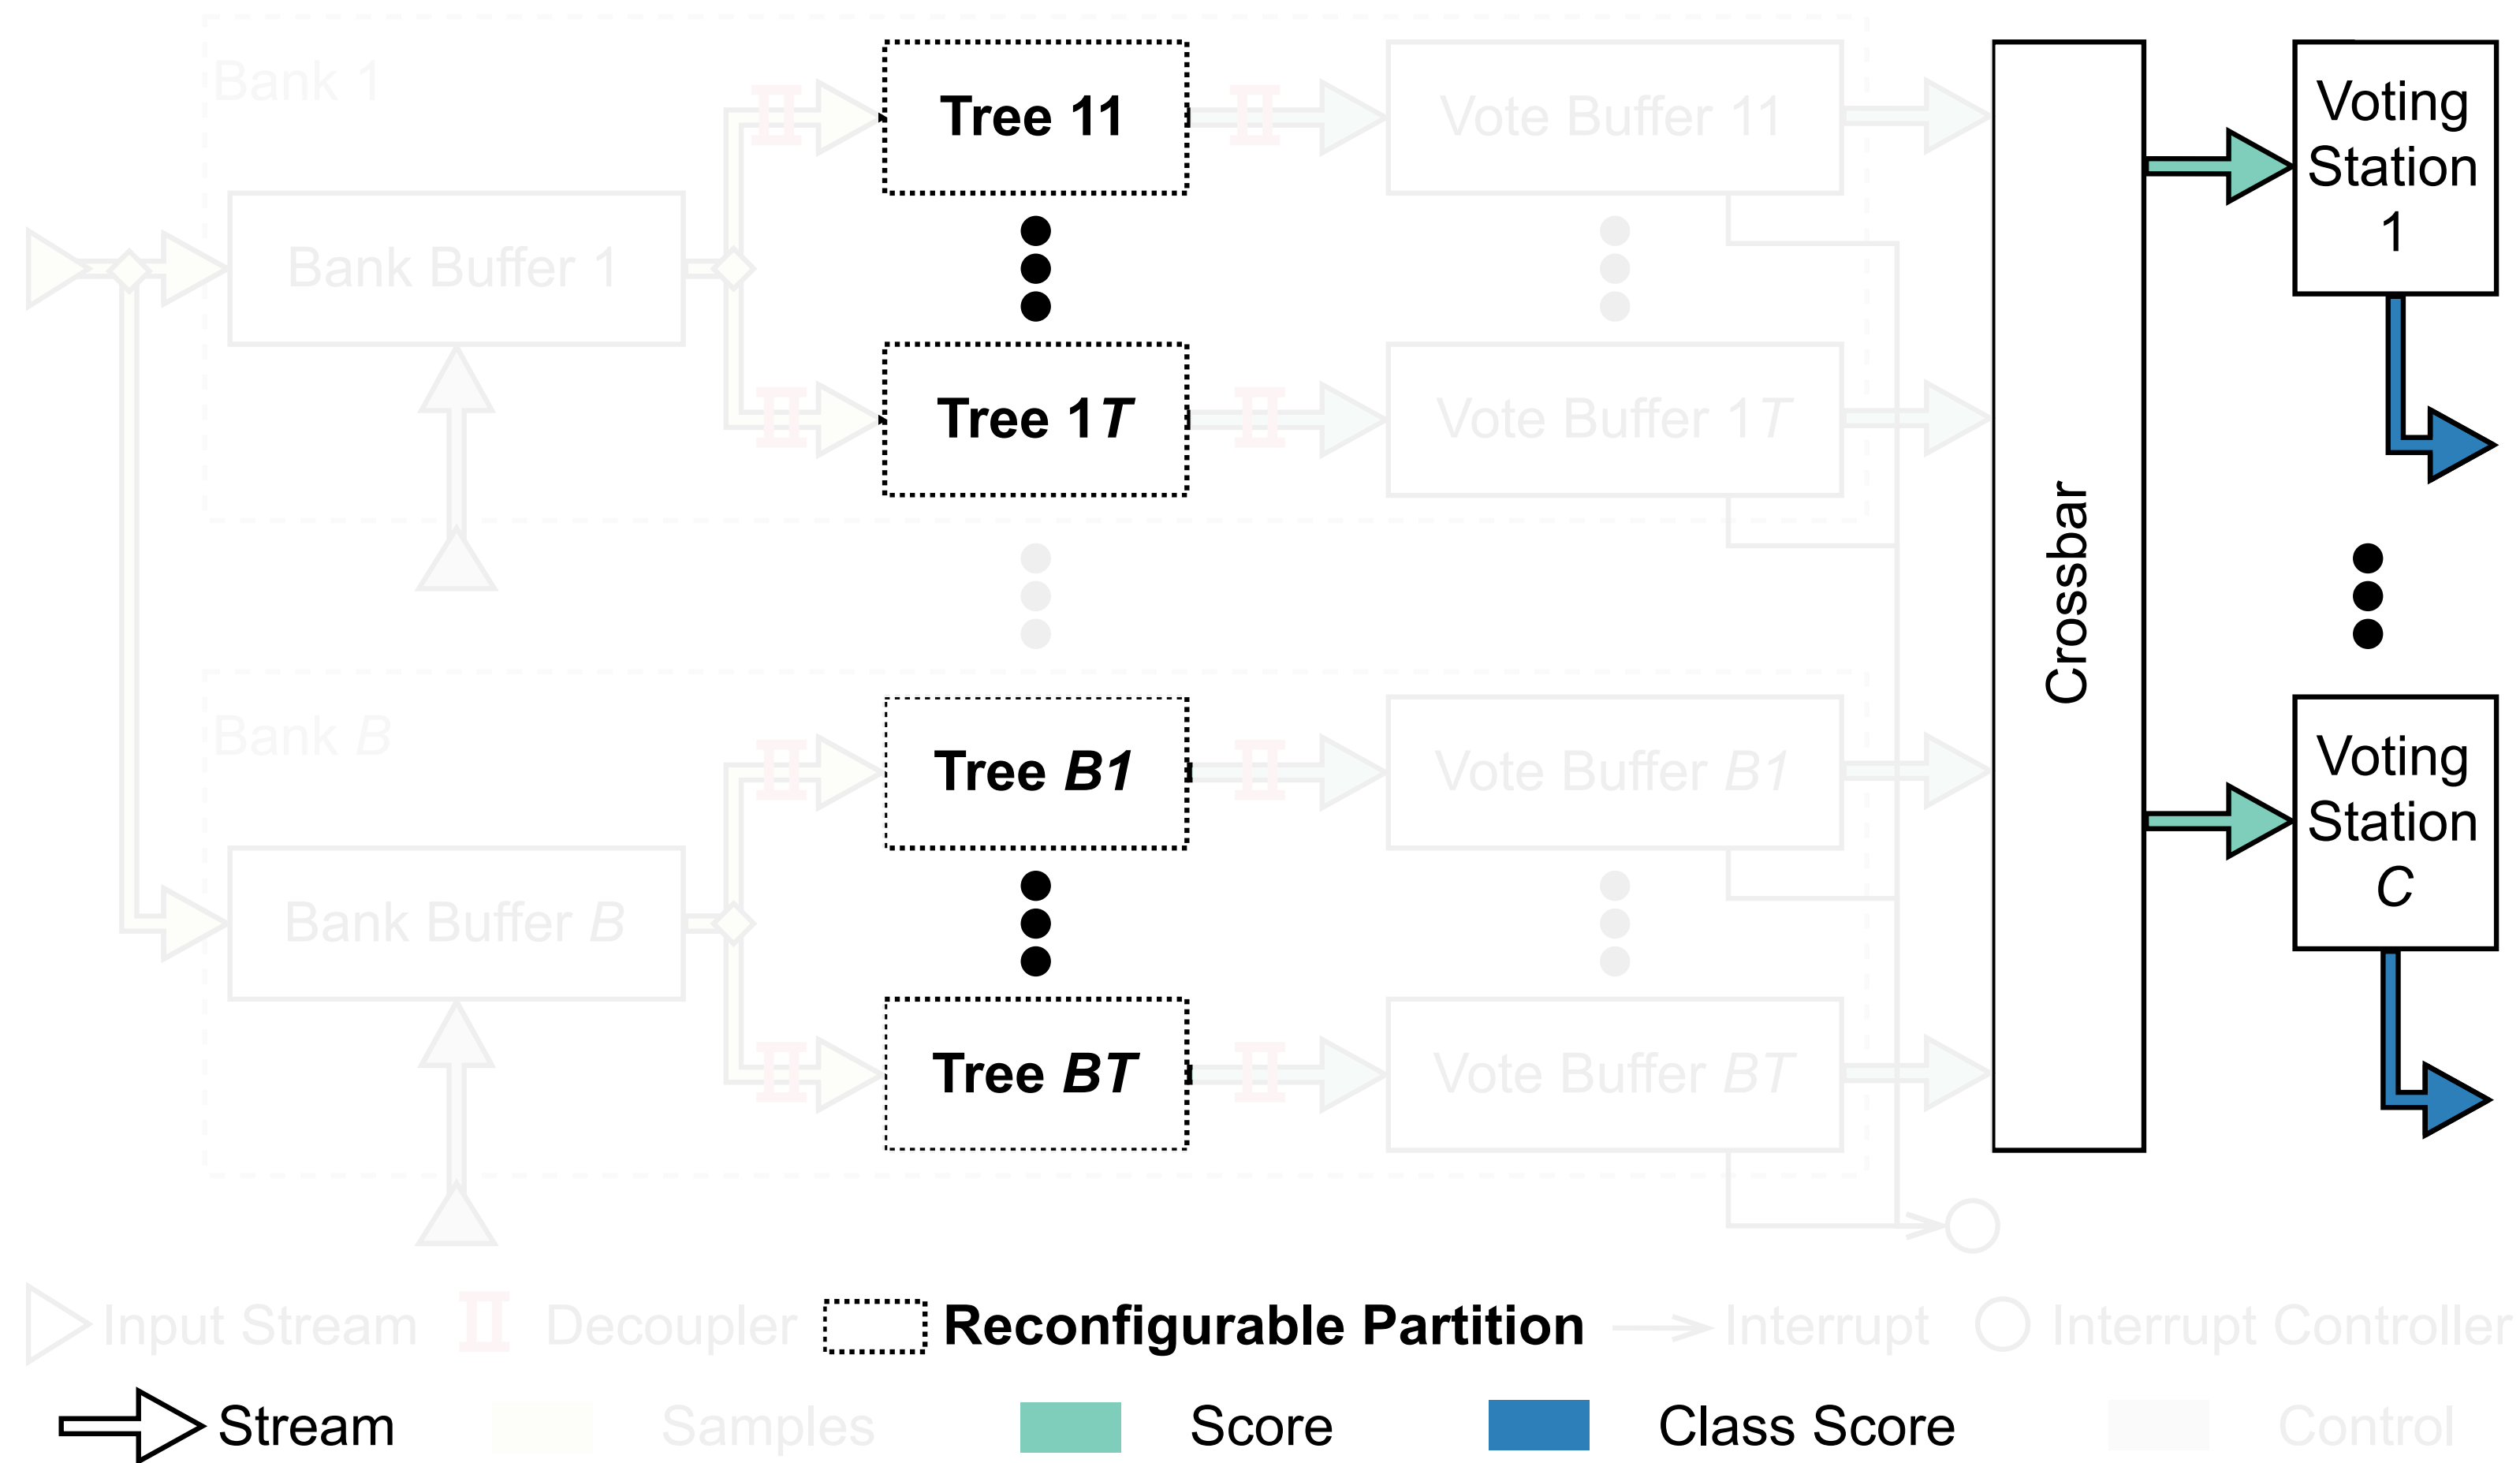 Bank 1
Tree 11
Vote Buffer 11
Voting
Station
1
Bank Buffer 1
Tree 1T
Vote Buffer 1T
Crossbar
Bank B
Tree B1
Vote Buffer B1
Voting
Station
C
Bank Buffer B
Tree BT
Vote Buffer BT
Input Stream
Decoupler
Reconfigurable Partition
Interrupt
Interrupt Controller
Stream
Samples
Score
Class Score
Control